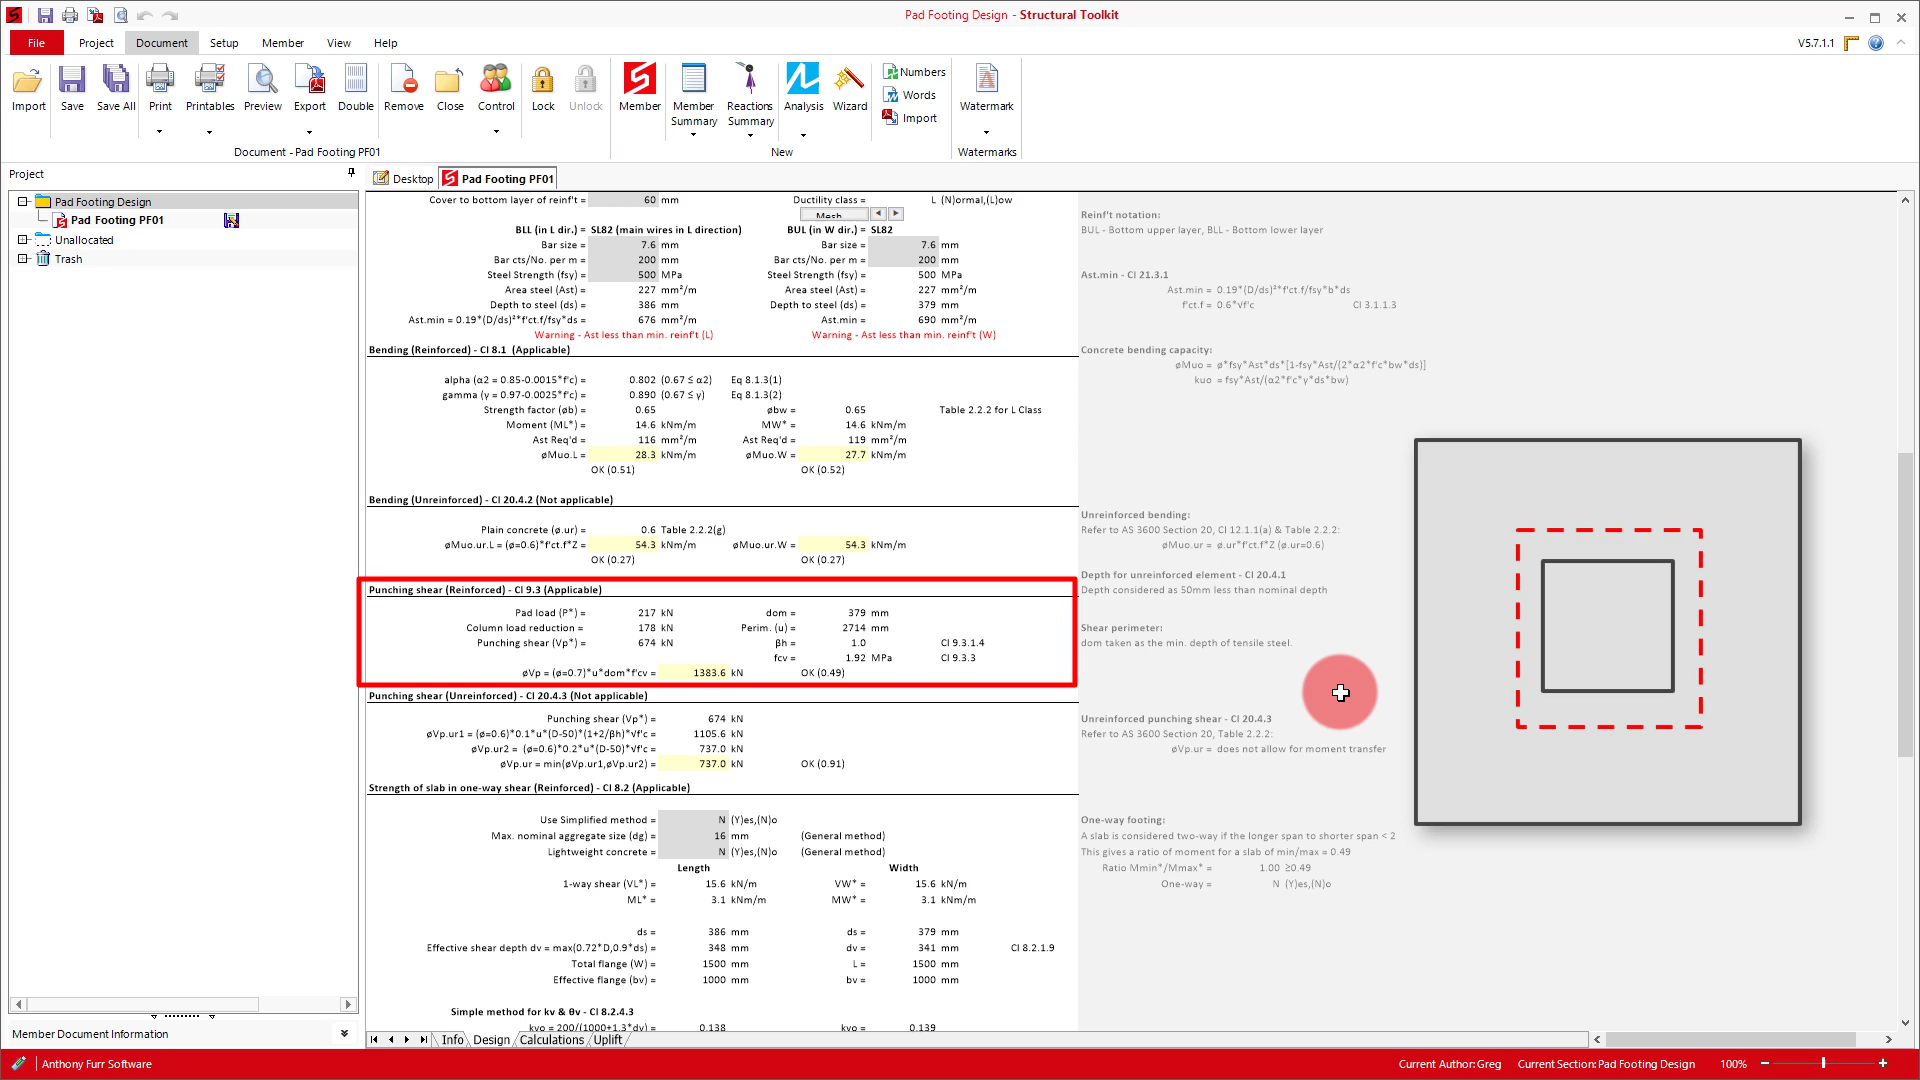 Pad Footing Design - Structural Toolkit
File Project Document Setup Member View Help
V5.7.1.1
Import Save Save All Print Printables Preview Export Double Remove Close Control Lock Unlock
Member Member Summary Reactions Summary Analysis Wizard
Numbers
Words
Import
Watermark
Document - Pad Footing PF01
New
Watermarks
Project
Pad Footing Design
Pad Footing PF01
Unallocated
Trash
Member Document Information
Desktop Pad Footing PF01
Cover to bottom layer of reinf't = 60 mm Ductility class = L (N)ormal,(L)ow
Mesh
BLL (in L dir.) = SL82 (main wires in L direction) BUL (in W dir.) = SL82
Bar size = 7.6 mm Bar size = 7.6 mm
Bar cts/No. per m = 200 mm Bar cts/No. per m = 200 mm
Steel Strength (fsy) = 500 MPa Steel Strength (fsy) = 500 MPa
Area steel (Ast) = 227 mm²/m Area steel (Ast) = 227 mm²/m
Depth to steel (ds) = 386 mm Depth to steel (ds) = 379 mm
Ast.min = 0.19*(D/ds)²*f'ct.f/fsy*ds = 676 mm²/m Ast.min = 690 mm²/m
Warning - Ast less than min. reinf't (L) Warning - Ast less than min. reinf't (W)
Bending (Reinforced) - Cl 8.1 (Applicable)
alpha (α2 = 0.85-0.0015*f'c) = 0.802 (0.67 ≤ α2) Eq 8.1.3(1)
gamma (γ = 0.97-0.0025*f'c) = 0.890 (0.67 ≤ γ) Eq 8.1.3(2)
Strength factor (øb) = 0.65 øbw = 0.65 Table 2.2.2 for L Class
Moment (ML*) = 14.6 kNm/m MW* = 14.6 kNm/m
Ast Req'd = 116 mm²/m Ast Req'd = 119 mm²/m
øMuo.L = 28.3 kNm/m øMuo.W = 27.7 kNm/m
OK (0.51) OK (0.52)
Bending (Unreinforced) - Cl 20.4.2 (Not applicable)
Plain concrete (ø.ur) = 0.6 Table 2.2.2(g)
øMuo.ur.L = (ø=0.6)*f'ct.f*Z = 54.3 kNm/m øMuo.ur.W = 54.3 kNm/m
OK (0.27) OK (0.27)
Punching shear (Reinforced) - Cl 9.3 (Applicable)
Pad load (P*) = 217 kN dom = 379 mm
Column load reduction = 178 kN Perim. (u) = 2714 mm
Punching shear (Vp*) = 674 kN βh = 1.0 Cl 9.3.1.4
fcv = 1.92 MPa Cl 9.3.3
øVp = (ø=0.7)*u*dom*f'cv = 1383.6 kN OK (0.49)
Punching shear (Unreinforced) - Cl 20.4.3 (Not applicable)
Punching shear (Vp*) = 674 kN
øVp.ur1 = (ø=0.6)*0.1*u*(D-50)*(1+2/βh)*√f'c = 1105.6 kN
øVp.ur2 = (ø=0.6)*0.2*u*(D-50)*√f'c = 737.0 kN
øVp.ur = min(øVp.ur1,øVp.ur2) = 737.0 kN OK (0.91)
Strength of slab in one-way shear (Reinforced) - Cl 8.2 (Applicable)
Use Simplified method = N (Y)es,(N)o
Max. nominal aggregate size (dg) = 16 mm (General method)
Lightweight concrete = N (Y)es,(N)o (General method)
Length Width
1-way shear (VL*) = 15.6 kN/m VW* = 15.6 kN/m
ML* = 3.1 kNm/m MW* = 3.1 kNm/m
ds = 386 mm ds = 379 mm
Effective shear depth dv = max(0.72*D,0.9*ds) = 348 mm dv = 341 mm Cl 8.2.1.9
Total flange (W) = 1500 mm L = 1500 mm
Effective flange (bv) = 1000 mm bv = 1000 mm
Simple method for kv & θv - Cl 8.2.4.3
kvo = 200/(1000+1.3*dv) = 0.138 kvo = 0.139
Reinf't notation:
BUL - Bottom upper layer, BLL - Bottom lower layer
Ast.min - Cl 21.3.1
Ast.min = 0.19*(D/ds)²*f'ct.f/fsy*b*ds
f'ct.f = 0.6*√f'c Cl 3.1.1.3
Concrete bending capacity:
øMuo = ø*fsy*Ast*ds*[1-fsy*Ast/(2*α2*f'c*bw*ds)]
kuo = fsy*Ast/(α2*f'c*γ*ds*bw)
Unreinforced bending:
Refer to AS 3600 Section 20, Cl 12.1.1(a) & Table 2.2.2:
øMuo.ur = ø.ur*f'ct.f*Z (ø.ur=0.6)
Depth for unreinforced element - Cl 20.4.1
Depth considered as 50mm less than nominal depth
Shear perimeter:
dom taken as the min. depth of tensile steel.
Unreinforced punching shear - Cl 20.4.3
Refer to AS 3600 Section 20, Table 2.2.2:
øVp.ur = does not allow for moment transfer
One-way footing:
A slab is considered two-way if the longer span to shorter span < 2
This gives a ratio of moment for a slab of min/max = 0.49
Ratio Mmin*/Mmax* = 1.00 ≥0.49
One-way = N (Y)es,(N)o
Info Design Calculations Uplift
Anthony Furr Software
Current Author: Greg Current Section: Pad Footing Design 100%